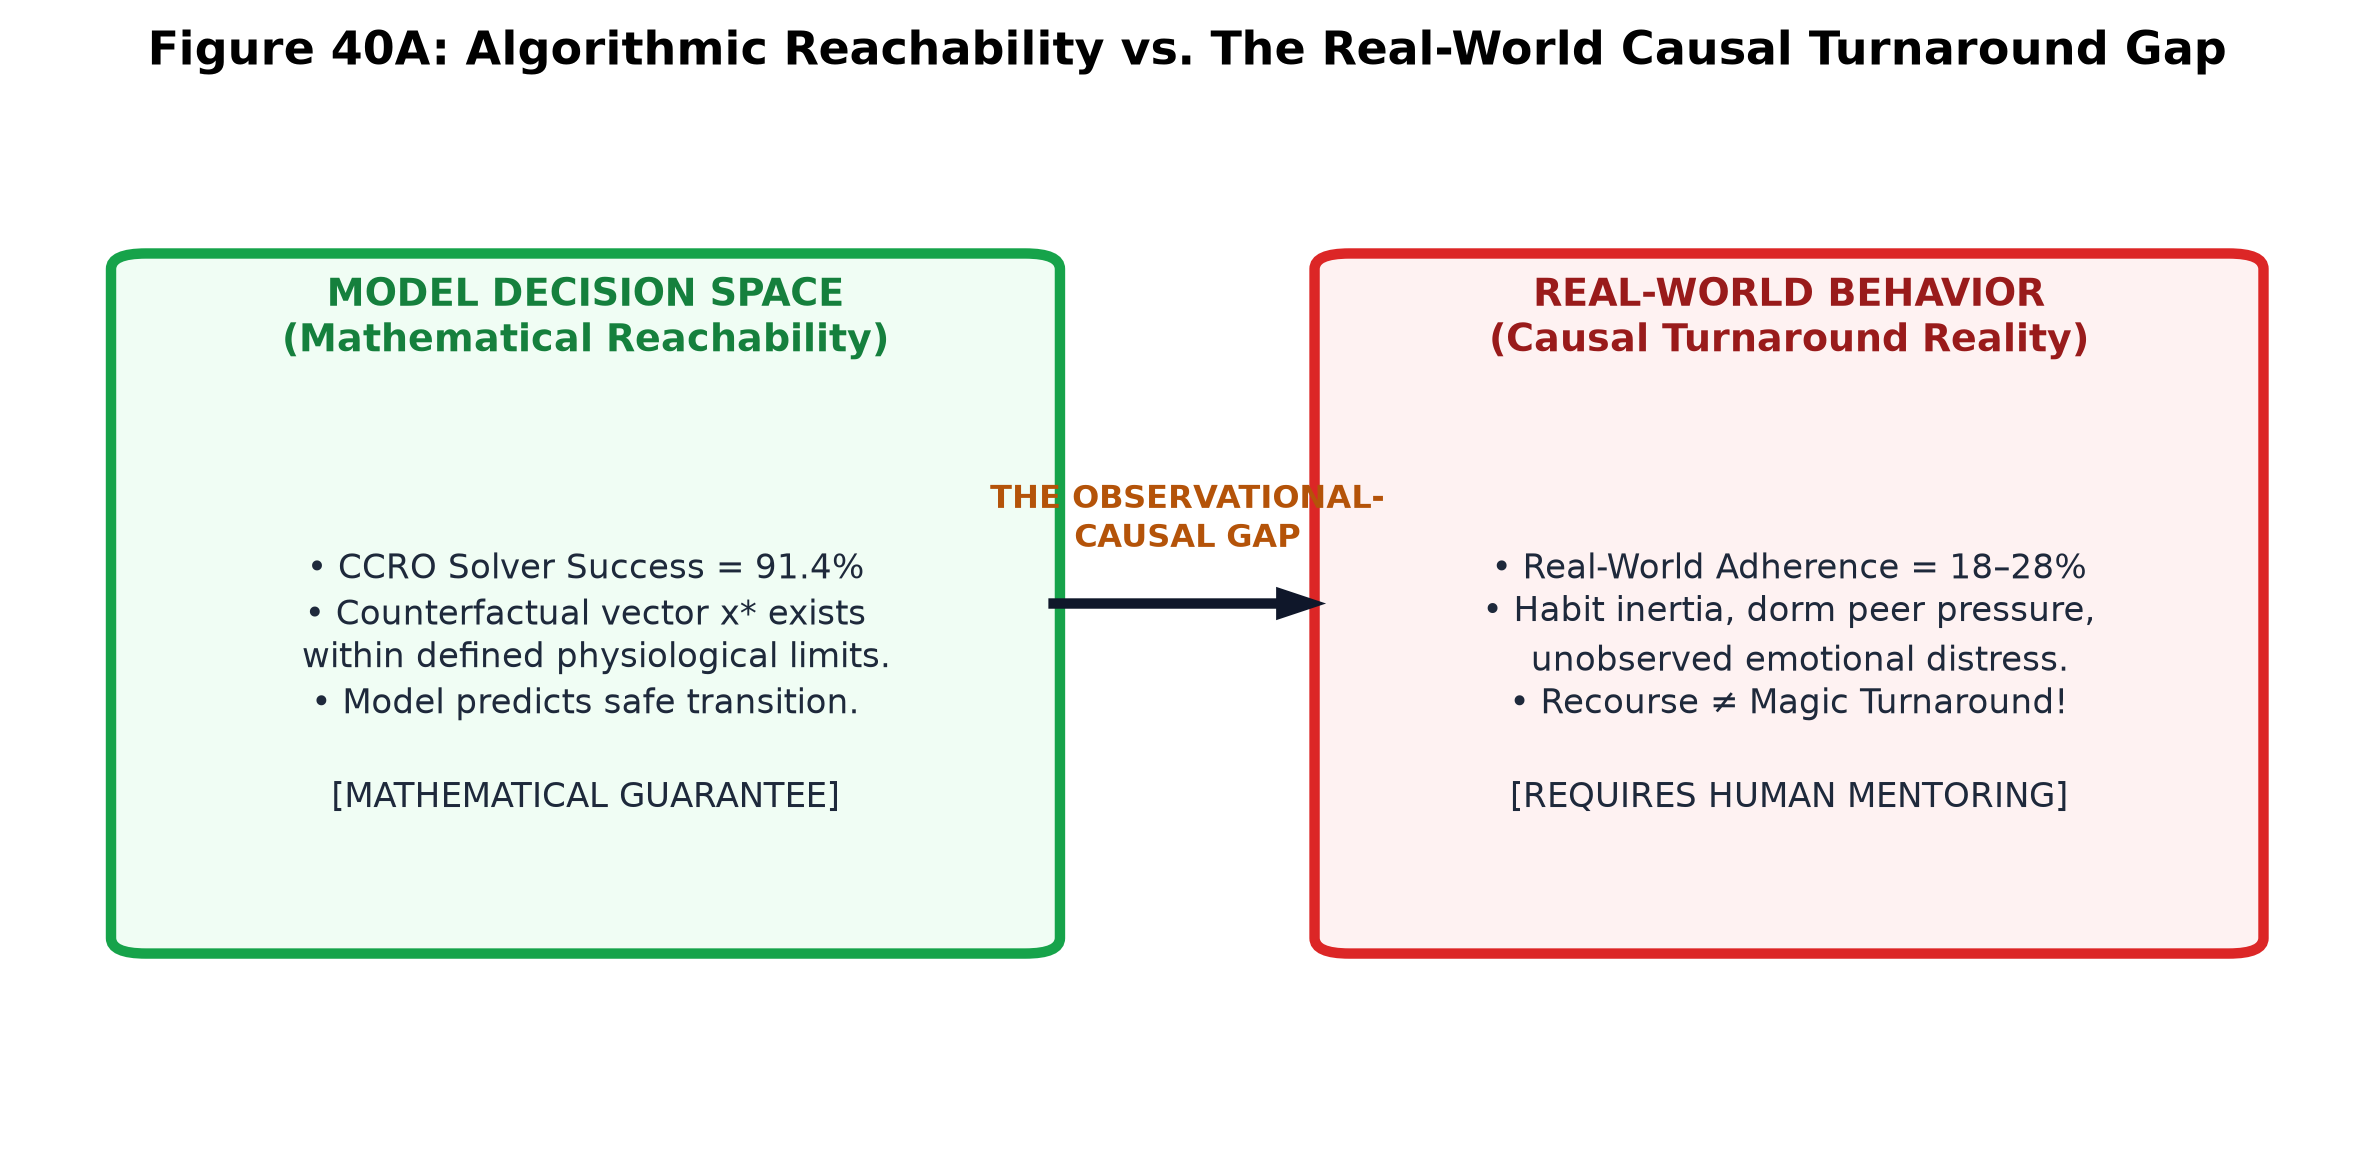 Figure 40A: Algorithmic Reachability vs. The Real-World Causal Turnaround Gap
MODEL DECISION SPACE
(Mathematical Reachability)
• CCRO Solver Success = 91.4%
• Counterfactual vector x* exists
within defined physiological limits.
• Model predicts safe transition.
[MATHEMATICAL GUARANTEE]
THE OBSERVATIONAL-
CAUSAL GAP
REAL-WORLD BEHAVIOR
(Causal Turnaround Reality)
• Real-World Adherence = 18–28%
• Habit inertia, dorm peer pressure,
unobserved emotional distress.
• Recourse ≠ Magic Turnaround!
[REQUIRES HUMAN MENTORING]